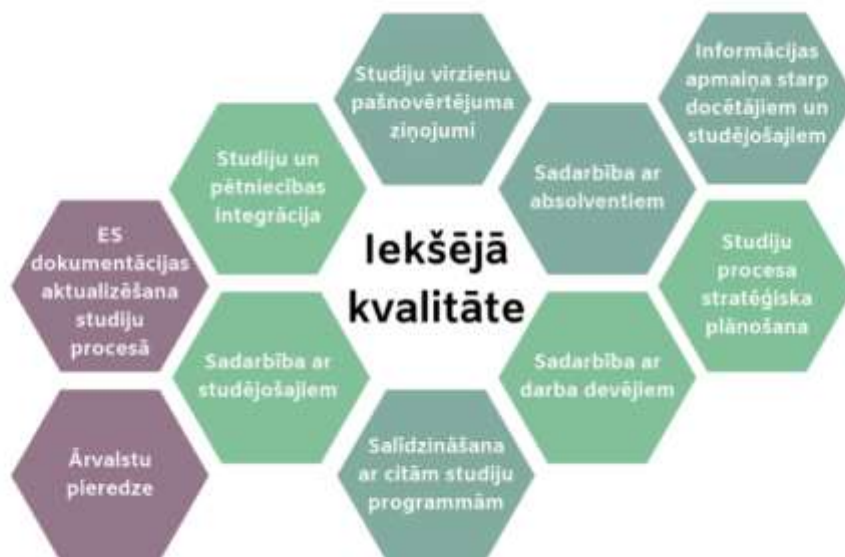 Studiju virzienu
pašnovērtējuma
ziņojumi
Informācijas
apmaiņa starp
docētājiem un
studējošajiem
Studiju un
pētniecības
integrācija
Sadarbība ar
absolventiem
ES
dokumentācijas
aktualizēšana
studiju
procesā
Iekšējā
kvalitāte
Studiju
procesa
stratēģiska
plānošana
Sadarbība ar
studējošajiem
Sadarbība ar
darba devējiem
Ārvalstu
pieredze
Salīdzināšana
ar citām studiju
programmām